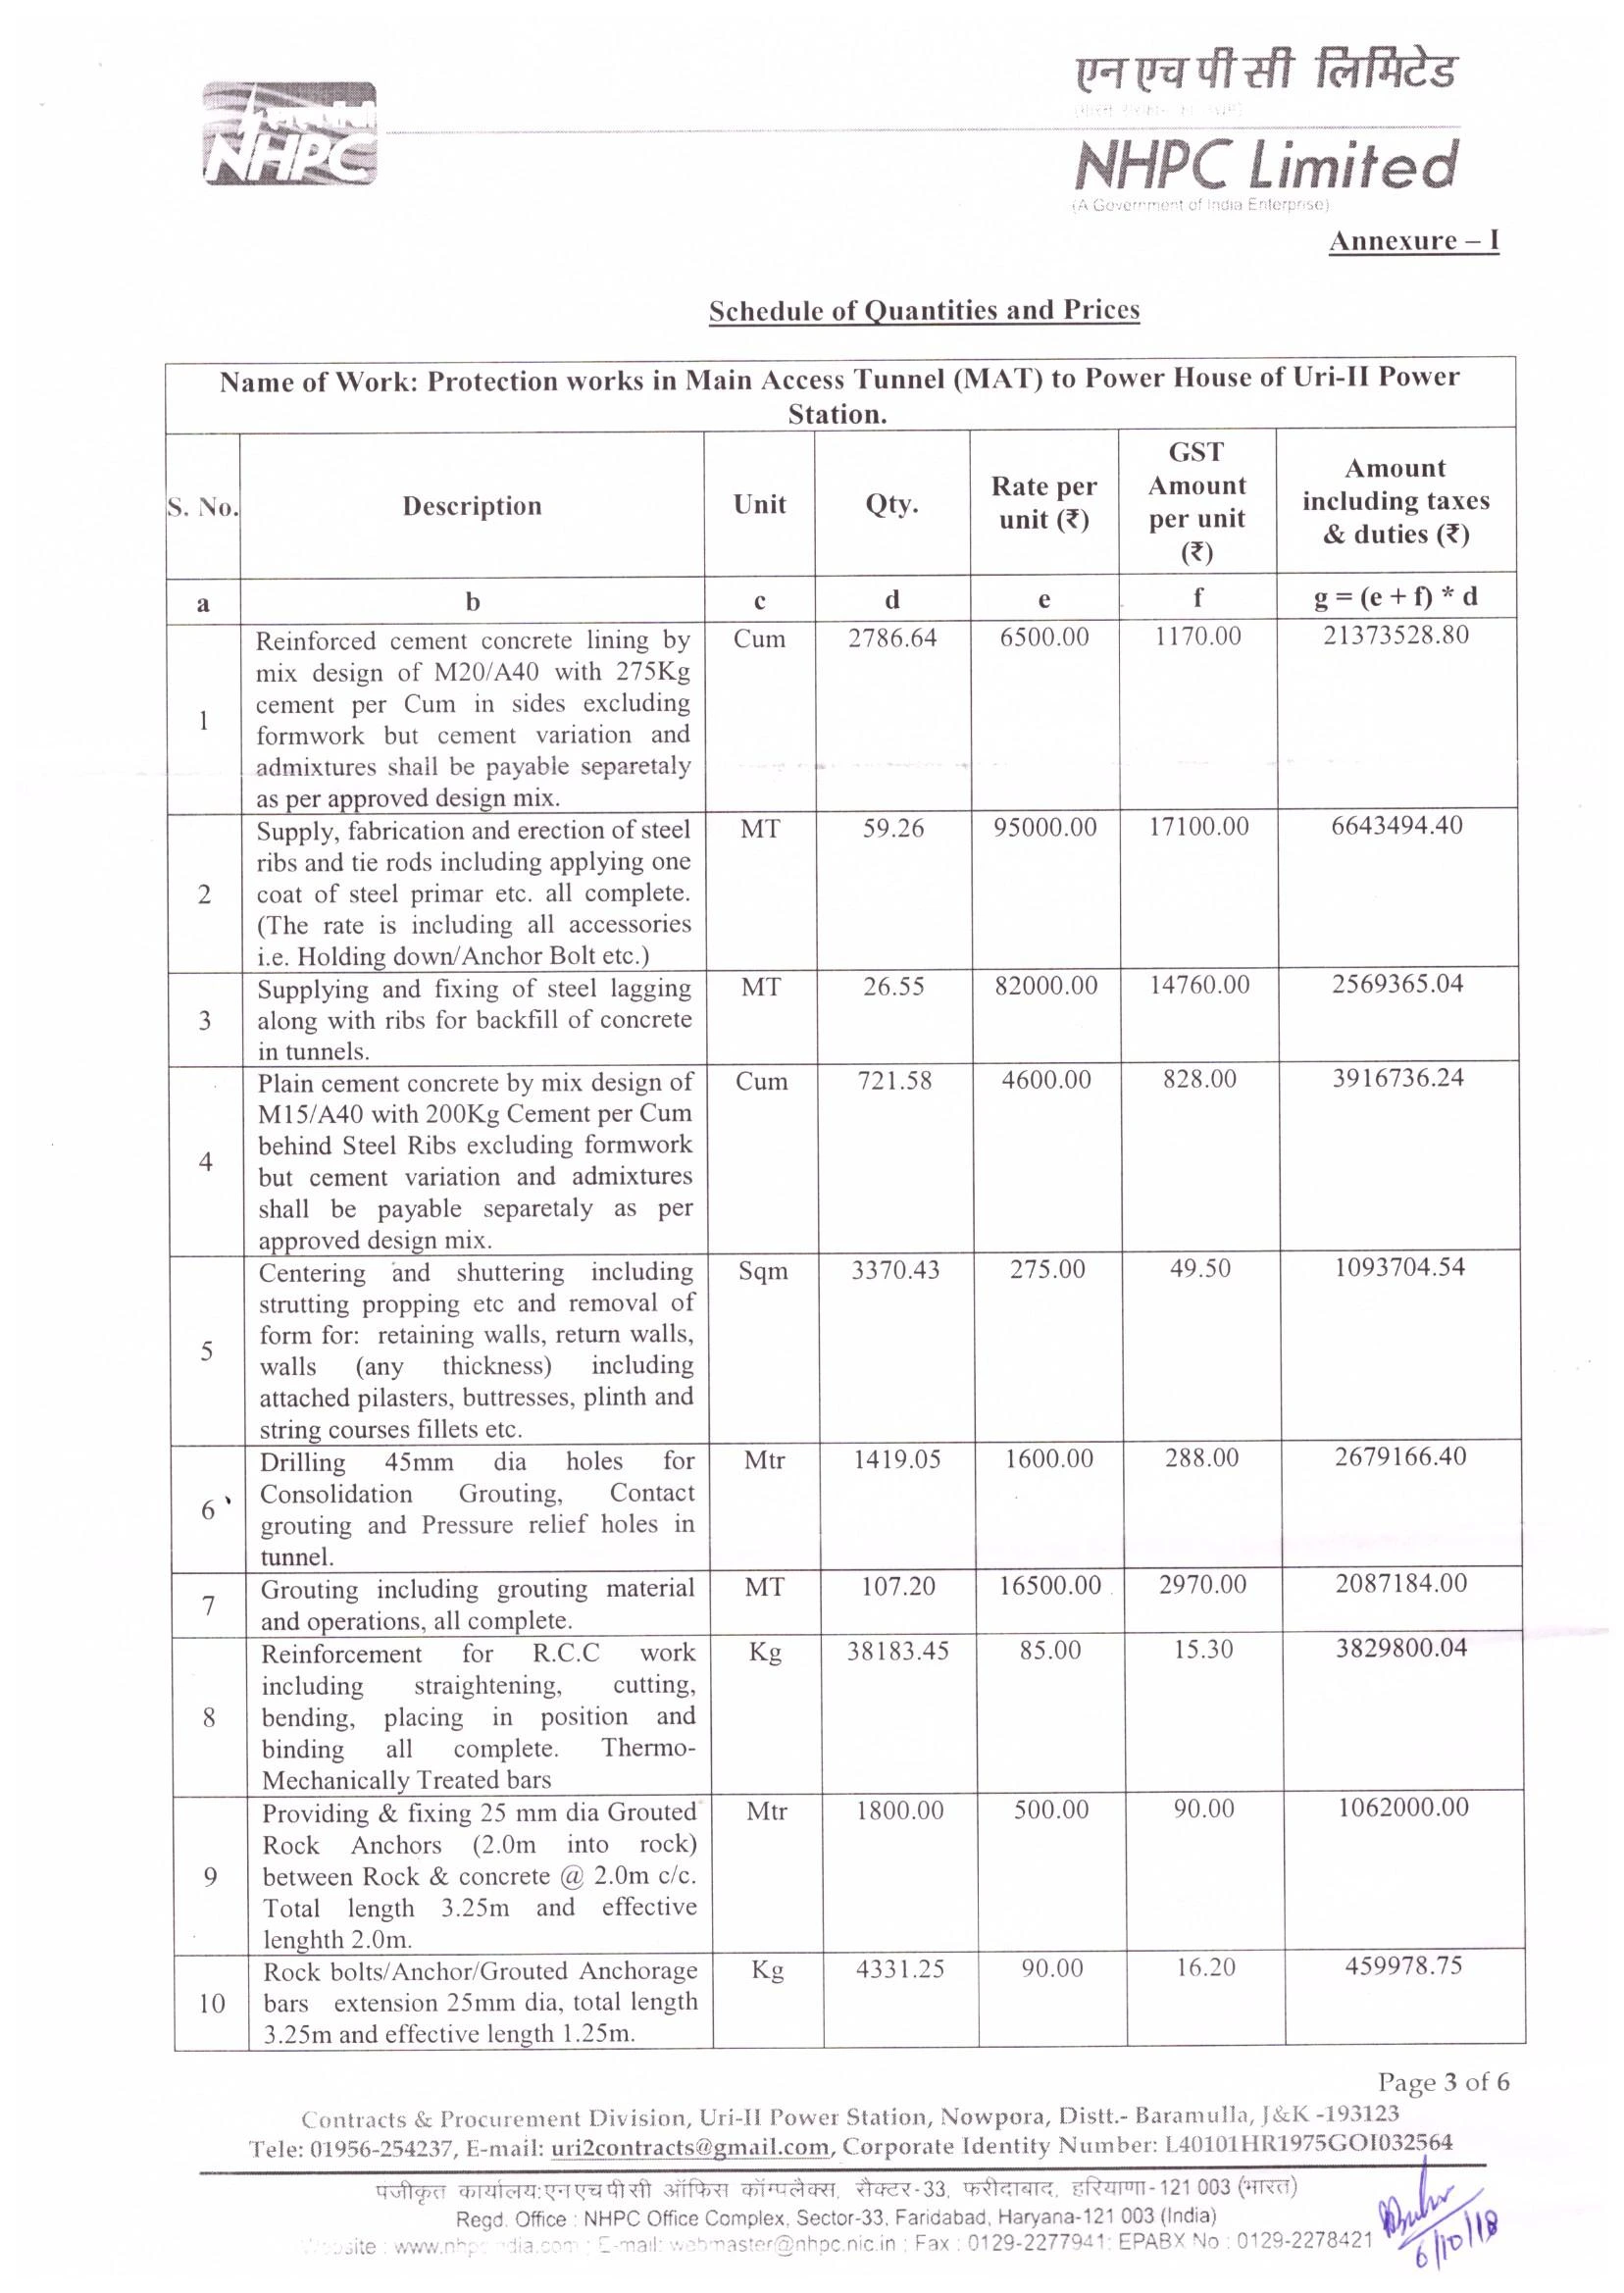 एन एच पी सी लिमिटेड
NHPC
NHPC Limited
(A Government of India Enterprise)
Annexure – I
Schedule of Quantities and Prices
Name of Work: Protection works in Main Access Tunnel (MAT) to Power House of Uri-II Power
Station.
S. No. Description Unit Qty. Rate per unit (₹) GST Amount per unit (₹) Amount including taxes & duties (₹)
a b c d e f g = (e + f) * d
1 Reinforced cement concrete lining by Cum 2786.64 6500.00 1170.00 21373528.80
mix design of M20/A40 with 275Kg
cement per Cum in sides excluding
formwork but cement variation and
admixtures shall be payable separetaly
as per approved design mix.
2 Supply, fabrication and erection of steel MT 59.26 95000.00 17100.00 6643494.40
ribs and tie rods including applying one
coat of steel primar etc. all complete.
(The rate is including all accessories
i.e. Holding down/Anchor Bolt etc.)
3 Supplying and fixing of steel lagging MT 26.55 82000.00 14760.00 2569365.04
along with ribs for backfill of concrete
in tunnels.
4 Plain cement concrete by mix design of Cum 721.58 4600.00 828.00 3916736.24
M15/A40 with 200Kg Cement per Cum
behind Steel Ribs excluding formwork
but cement variation and admixtures
shall be payable separetaly as per
approved design mix.
5 Centering and shuttering including Sqm 3370.43 275.00 49.50 1093704.54
strutting propping etc and removal of
form for: retaining walls, return walls,
walls (any thickness) including
attached pilasters, buttresses, plinth and
string courses fillets etc.
6 Drilling 45mm dia holes for Mtr 1419.05 1600.00 288.00 2679166.40
Consolidation Grouting, Contact
grouting and Pressure relief holes in
tunnel.
7 Grouting including grouting material MT 107.20 16500.00 2970.00 2087184.00
and operations, all complete.
8 Reinforcement for R.C.C work Kg 38183.45 85.00 15.30 3829800.04
including straightening, cutting,
bending, placing in position and
binding all complete. Thermo-
Mechanically Treated bars
9 Providing & fixing 25 mm dia Grouted Mtr 1800.00 500.00 90.00 1062000.00
Rock Anchors (2.0m into rock)
between Rock & concrete @ 2.0m c/c.
Total length 3.25m and effective
lenghth 2.0m.
10 Rock bolts/Anchor/Grouted Anchorage Kg 4331.25 90.00 16.20 459978.75
bars extension 25mm dia, total length
3.25m and effective length 1.25m.
Page 3 of 6
Contracts & Procurement Division, Uri-II Power Station, Nowpora, Distt.- Baramulla, J&K -193123
Tele: 01956-254237, E-mail: uri2contracts@gmail.com, Corporate Identity Number: L40101HR1975GOI032564
पंजीकृत कार्यालय:एन एच पी सी ऑफिस कॉम्पलैक्स, सैक्टर-33, फरीदाबाद, हरियाणा-121 003 (भारत)
Regd. Office : NHPC Office Complex, Sector-33, Faridabad, Haryana-121 003 (India)
E-mail: webmaster@nhpc.nic.in ; Fax : 0129-2277941; EPABX No : 0129-2278421
6/10/18